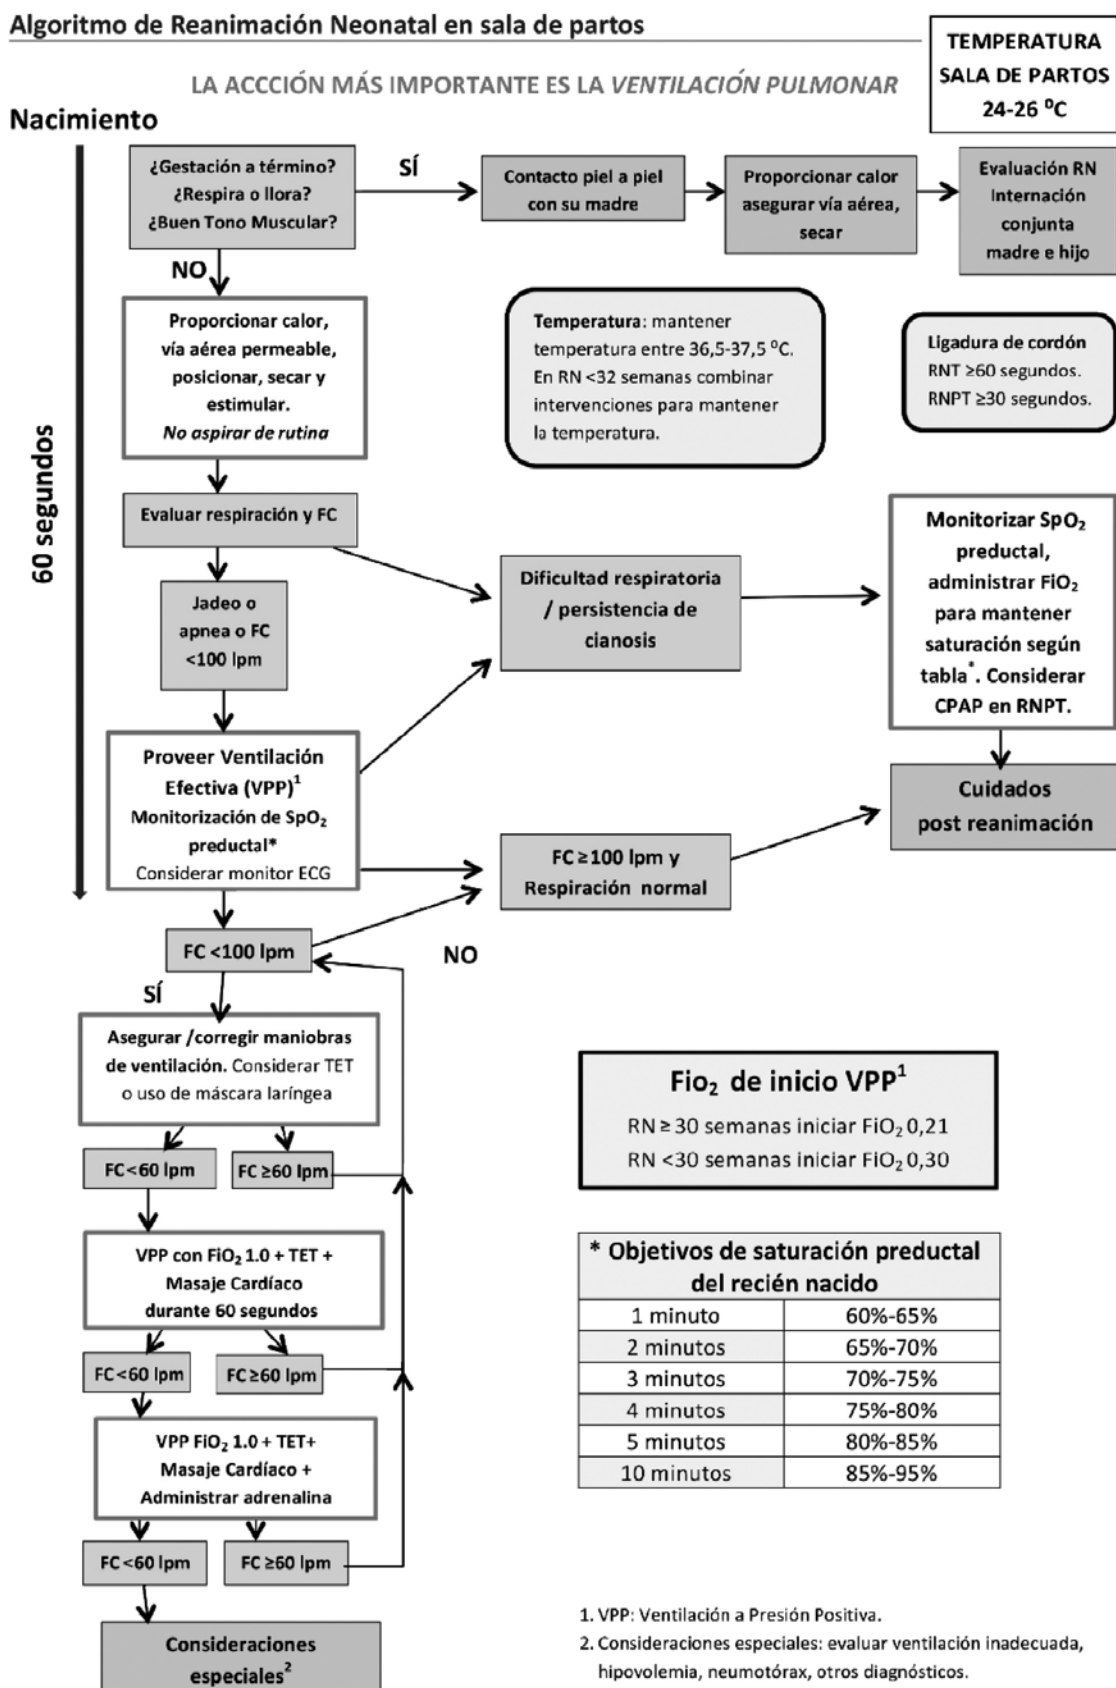 Algoritmo de Reanimación Neonatal en sala de partos
TEMPERATURA
SALA DE PARTOS
24-26 ⁰C
LA ACCCIÓN MÁS IMPORTANTE ES LA VENTILACIÓN PULMONAR
Nacimiento
60 segundos
¿Gestación a término?
¿Respira o llora?
¿Buen Tono Muscular?
SÍ
Contacto piel a piel
con su madre
Proporcionar calor
asegurar vía aérea,
secar
Evaluación RN
Internación
conjunta
madre e hijo
NO
Proporcionar calor,
vía aérea permeable,
posicionar, secar y
estimular.
No aspirar de rutina
Temperatura: mantener
temperatura entre 36,5-37,5 ⁰C.
En RN <32 semanas combinar
intervenciones para mantener
la temperatura.
Ligadura de cordón
RNT ≥60 segundos.
RNPT ≥30 segundos.
Evaluar respiración y FC
Jadeo o
apnea o FC
<100 lpm
Dificultad respiratoria
/ persistencia de
cianosis
Monitorizar SpO₂
preductal,
administrar FiO₂
para mantener
saturación según
tabla*. Considerar
CPAP en RNPT.
Proveer Ventilación
Efectiva (VPP)¹
Monitorización de SpO₂
preductal*
Considerar monitor ECG
FC ≥100 lpm y
Respiración normal
Cuidados
post reanimación
FC <100 lpm
NO
SÍ
Asegurar /corregir maniobras
de ventilación. Considerar TET
o uso de máscara laríngea
FC <60 lpm
FC ≥60 lpm
VPP con FiO₂ 1.0 + TET +
Masaje Cardíaco
durante 60 segundos
FC <60 lpm
FC ≥60 lpm
VPP FiO₂ 1.0 + TET+
Masaje Cardíaco +
Administrar adrenalina
FC <60 lpm
FC ≥60 lpm
Consideraciones
especiales²
Fio₂ de inicio VPP¹
RN ≥ 30 semanas iniciar FiO₂ 0,21
RN <30 semanas iniciar FiO₂ 0,30
* Objetivos de saturación preductal
del recién nacido
1 minuto 60%-65%
2 minutos 65%-70%
3 minutos 70%-75%
4 minutos 75%-80%
5 minutos 80%-85%
10 minutos 85%-95%
1. VPP: Ventilación a Presión Positiva.
2. Consideraciones especiales: evaluar ventilación inadecuada,
hipovolemia, neumotórax, otros diagnósticos.